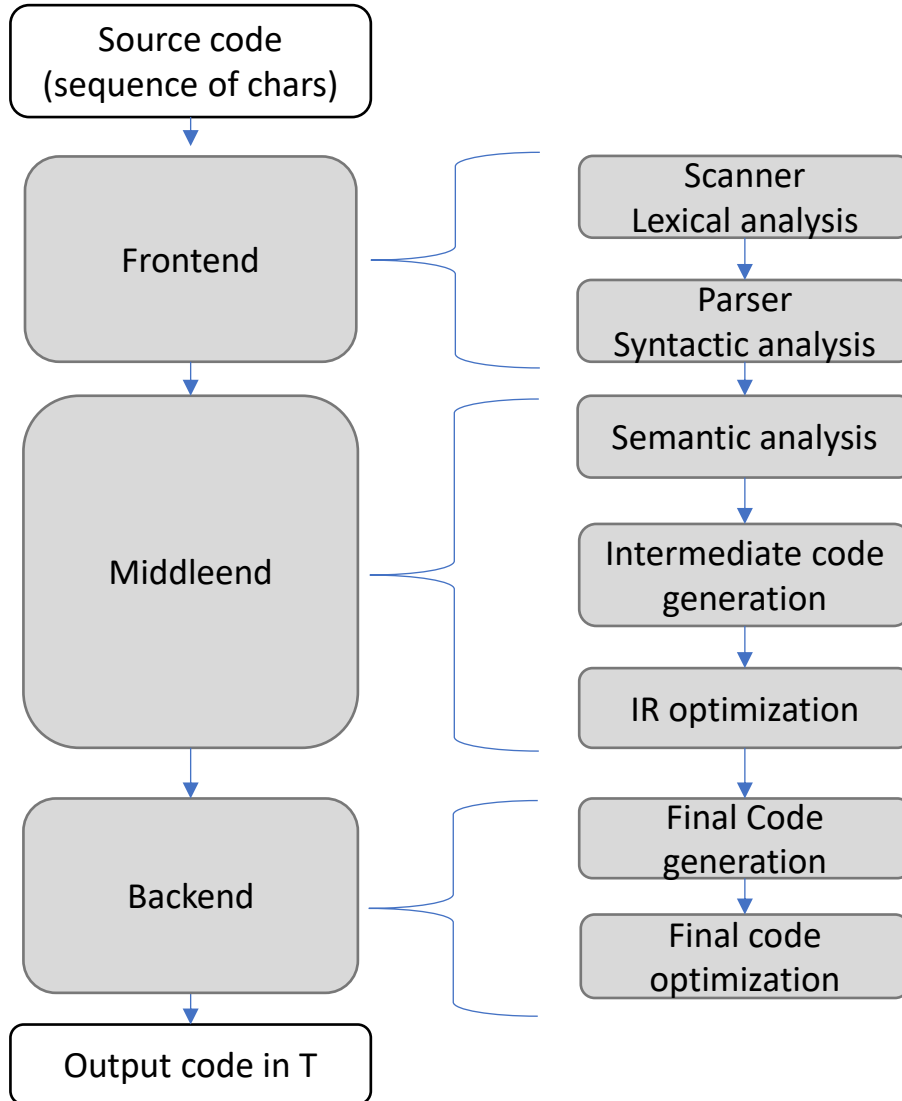 Source code
(sequence of chars)
Frontend
Middleend
Backend
Output code in T
Scanner
Lexical analysis
Parser
Syntactic analysis
Semantic analysis
Intermediate code
generation
IR optimization
Final Code
generation
Final code
optimization